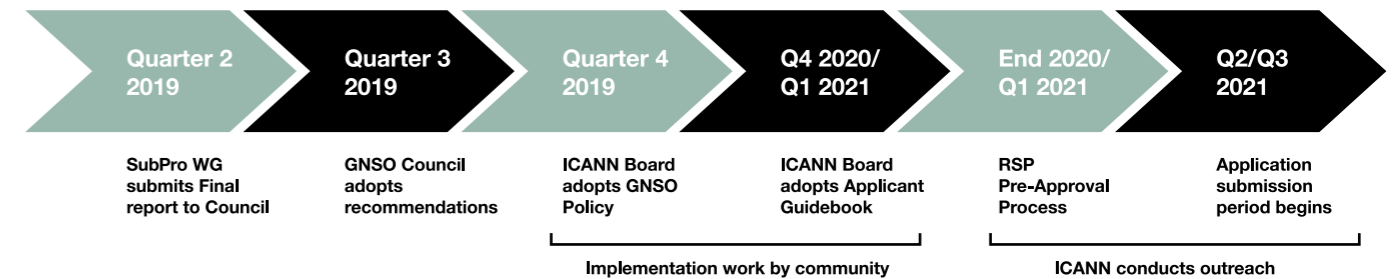 Quarter 2
2019
Quarter 3
2019
Quarter 4
2019
Q4 2020/
Q1 2021
End 2020/
Q1 2021
Q2/Q3
2021
SubPro WG
submits Final
report to Council
GNSO Council
adopts
recommendations
ICANN Board
adopts GNSO
Policy
ICANN Board
adopts Applicant
Guidebook
RSP
Pre-Approval
Process
Application
submission
period begins
Implementation work by community
ICANN conducts outreach